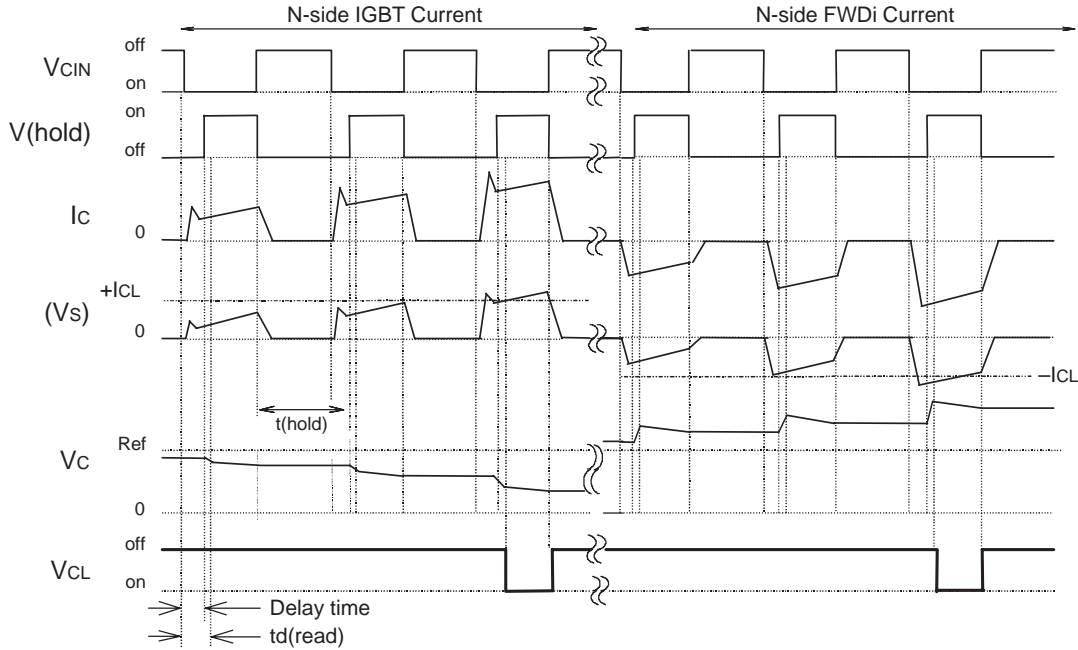 N-side IGBT Current
N-side FWDi Current
off
VCIN
on
on
V(hold)
off
IC
0
+ICL
(VS)
0
–ICL
t(hold)
Ref
VC
0
off
VCL
on
Delay time
td(read)